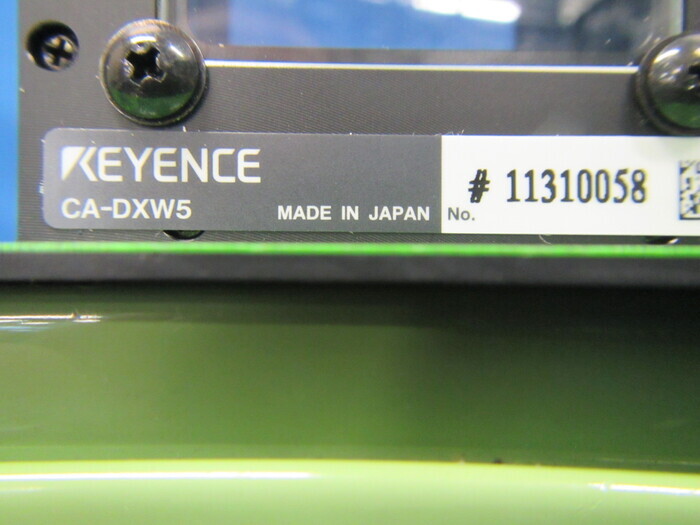 KEYENCE
CA-DXW5
MADE IN JAPAN
No.
# 11310058